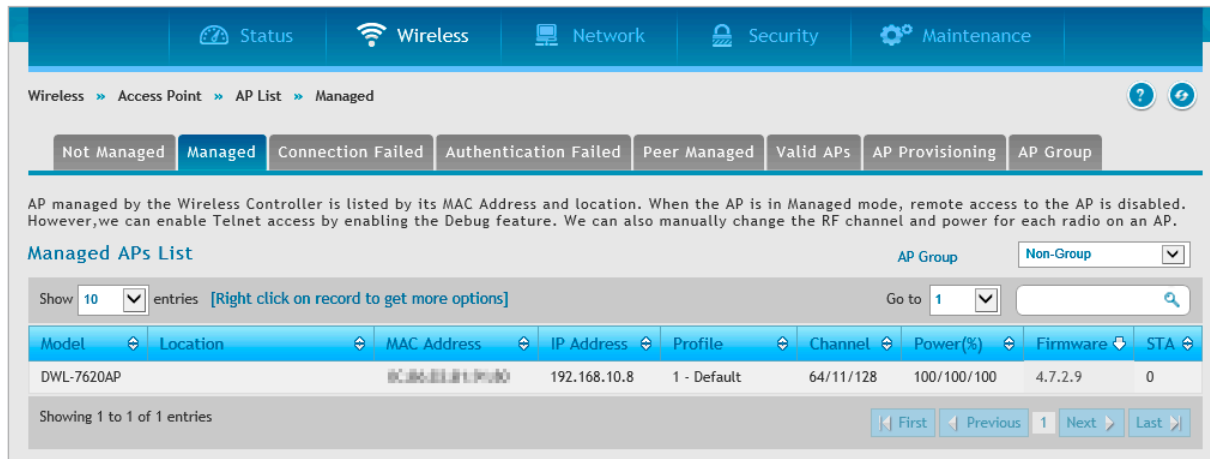 Status Wireless Network Security Maintenance
Wireless » Access Point » AP List » Managed
Not Managed Managed Connection Failed Authentication Failed Peer Managed Valid APs AP Provisioning AP Group
AP managed by the Wireless Controller is listed by its MAC Address and location. When the AP is in Managed mode, remote access to the AP is disabled.
However,we can enable Telnet access by enabling the Debug feature. We can also manually change the RF channel and power for each radio on an AP.
Managed APs List AP Group Non-Group
Show 10 entries [Right click on record to get more options] Go to 1
Model Location MAC Address IP Address Profile Channel Power(%) Firmware STA
DWL-7620AP 192.168.10.8 1 - Default 64/11/128 100/100/100 4.7.2.9 0
Showing 1 to 1 of 1 entries First Previous 1 Next Last